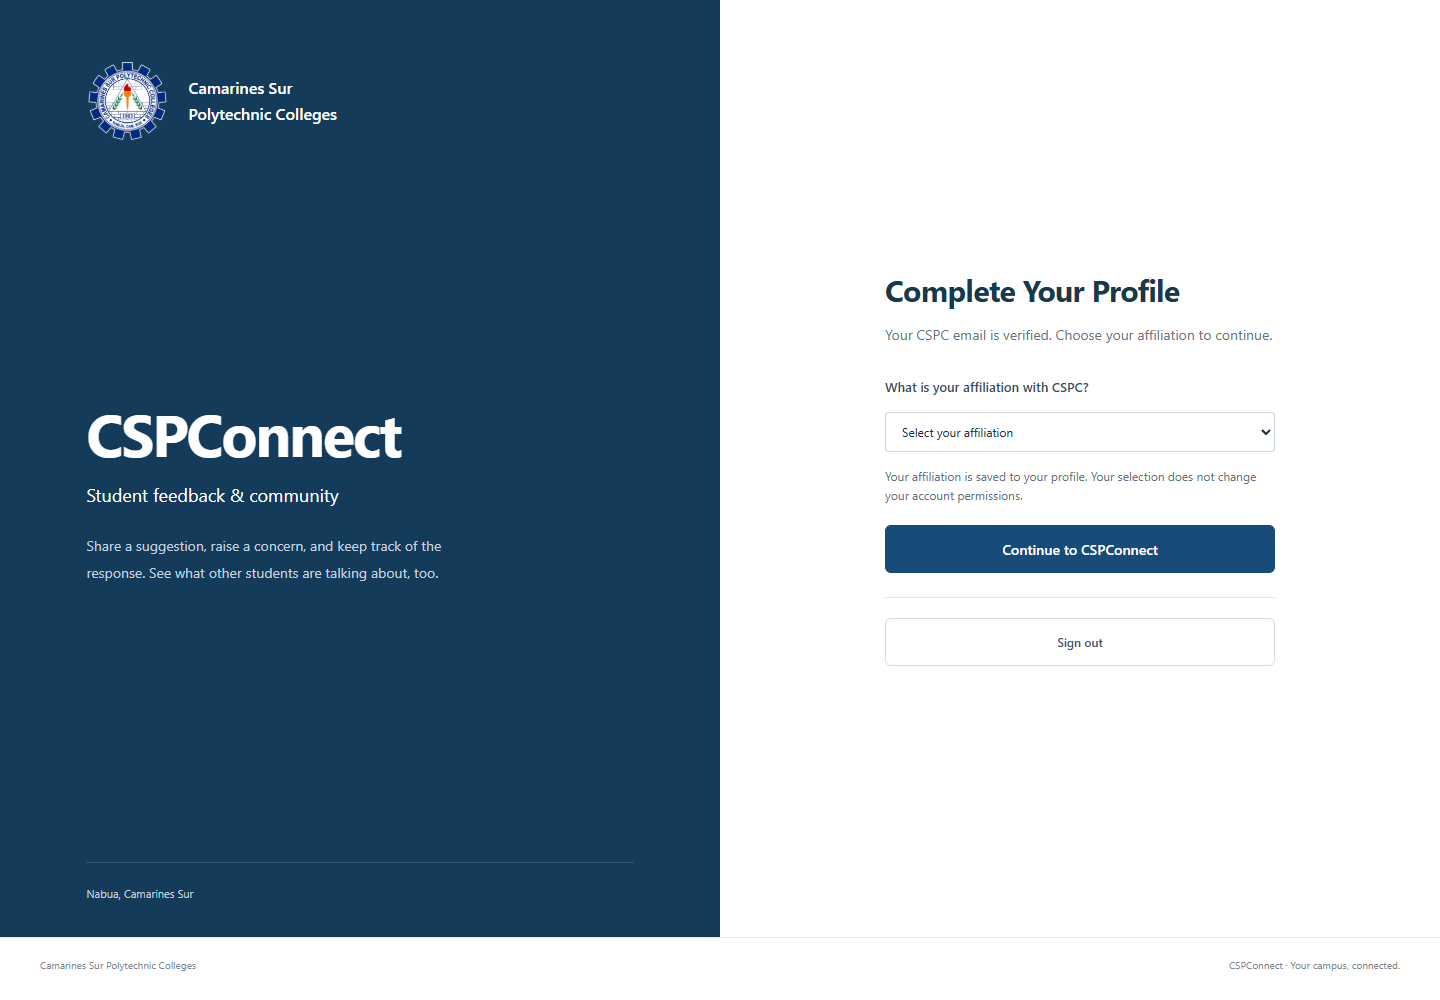 CAMARINES SUR POLYTECHNIC COLLEGES
Camarines Sur
Polytechnic Colleges
CSPConnect
Student feedback & community
Share a suggestion, raise a concern, and keep track of the
response. See what other students are talking about, too.
Nabua, Camarines Sur
Complete Your Profile
Your CSPC email is verified. Choose your affiliation to continue.
What is your affiliation with CSPC?
Select your affiliation
Your affiliation is saved to your profile. Your selection does not change
your account permissions.
Continue to CSPConnect
Sign out
Camarines Sur Polytechnic Colleges
CSPConnect · Your campus, connected.